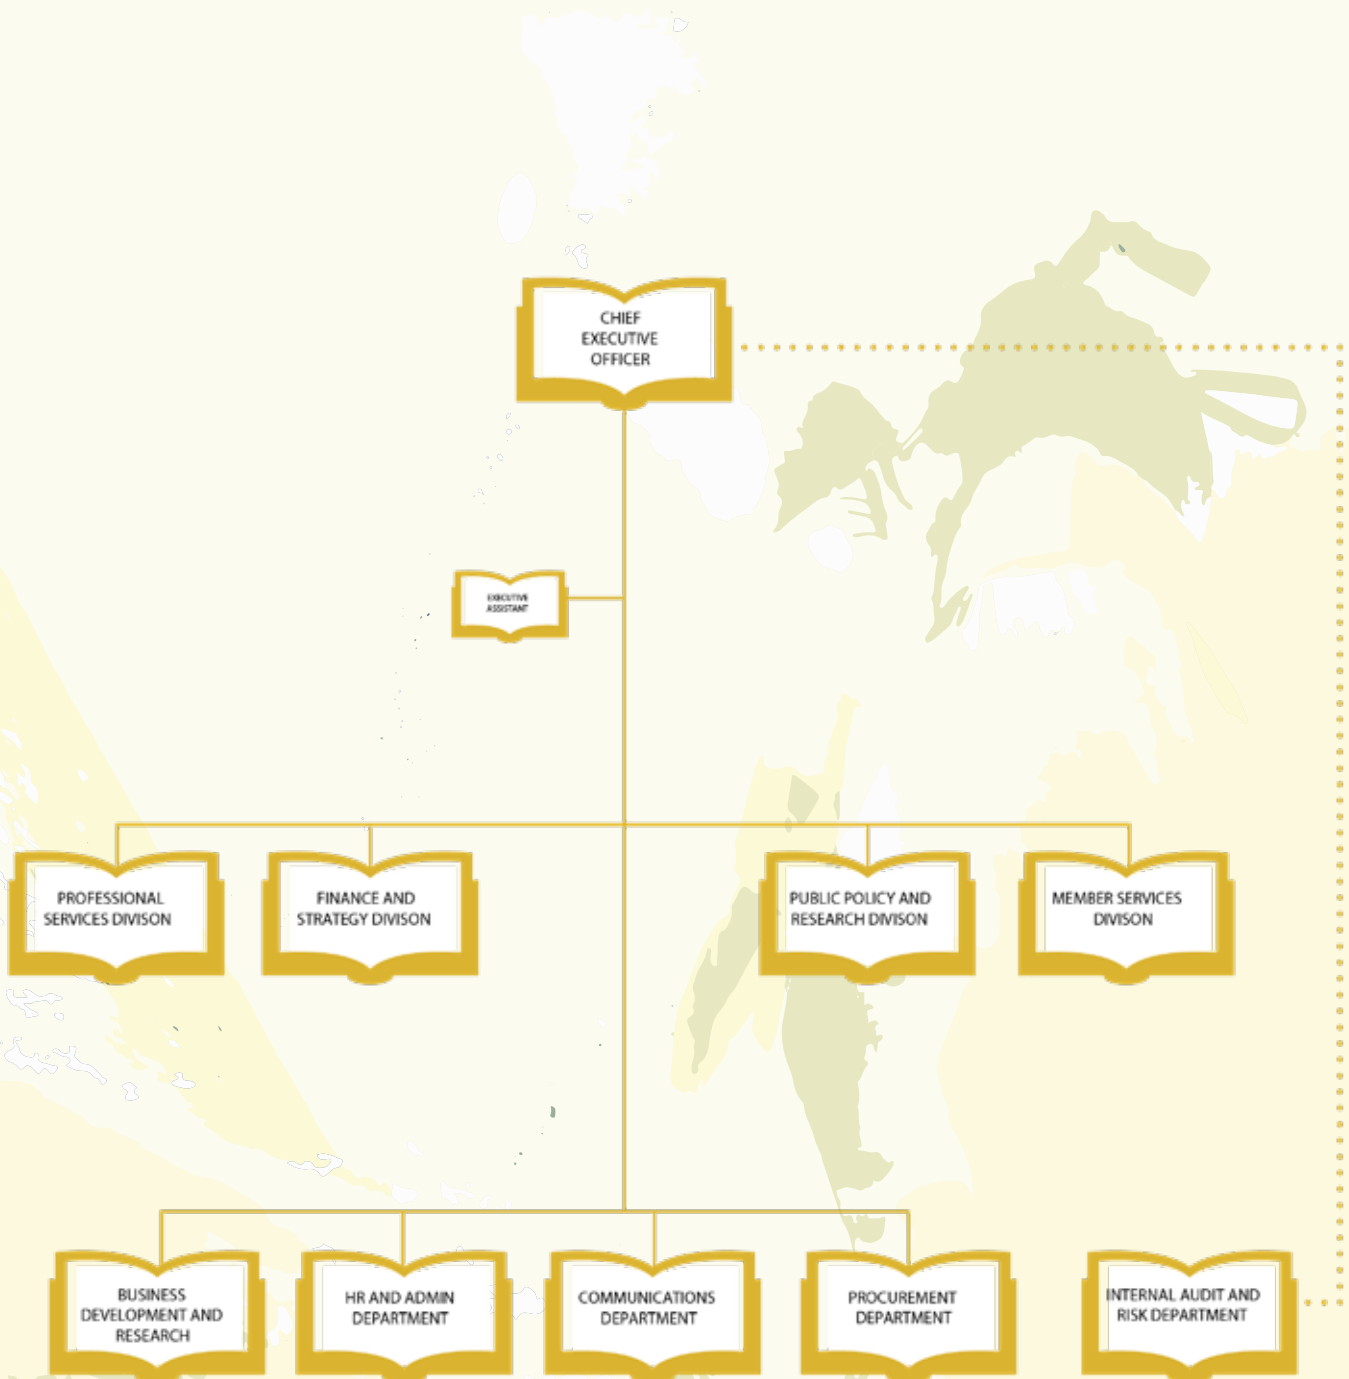 CHIEF
EXECUTIVE
OFFICER
EXECUTIVE
ASSISTANT
PROFESSIONAL
SERVICES DIVISON
FINANCE AND
STRATEGY DIVISON
PUBLIC POLICY AND
RESEARCH DIVISON
MEMBER SERVICES
DIVISON
BUSINESS
DEVELOPMENT AND
RESEARCH
HR AND ADMIN
DEPARTMENT
COMMUNICATIONS
DEPARTMENT
PROCUREMENT
DEPARTMENT
INTERNAL AUDIT AND
RISK DEPARTMENT